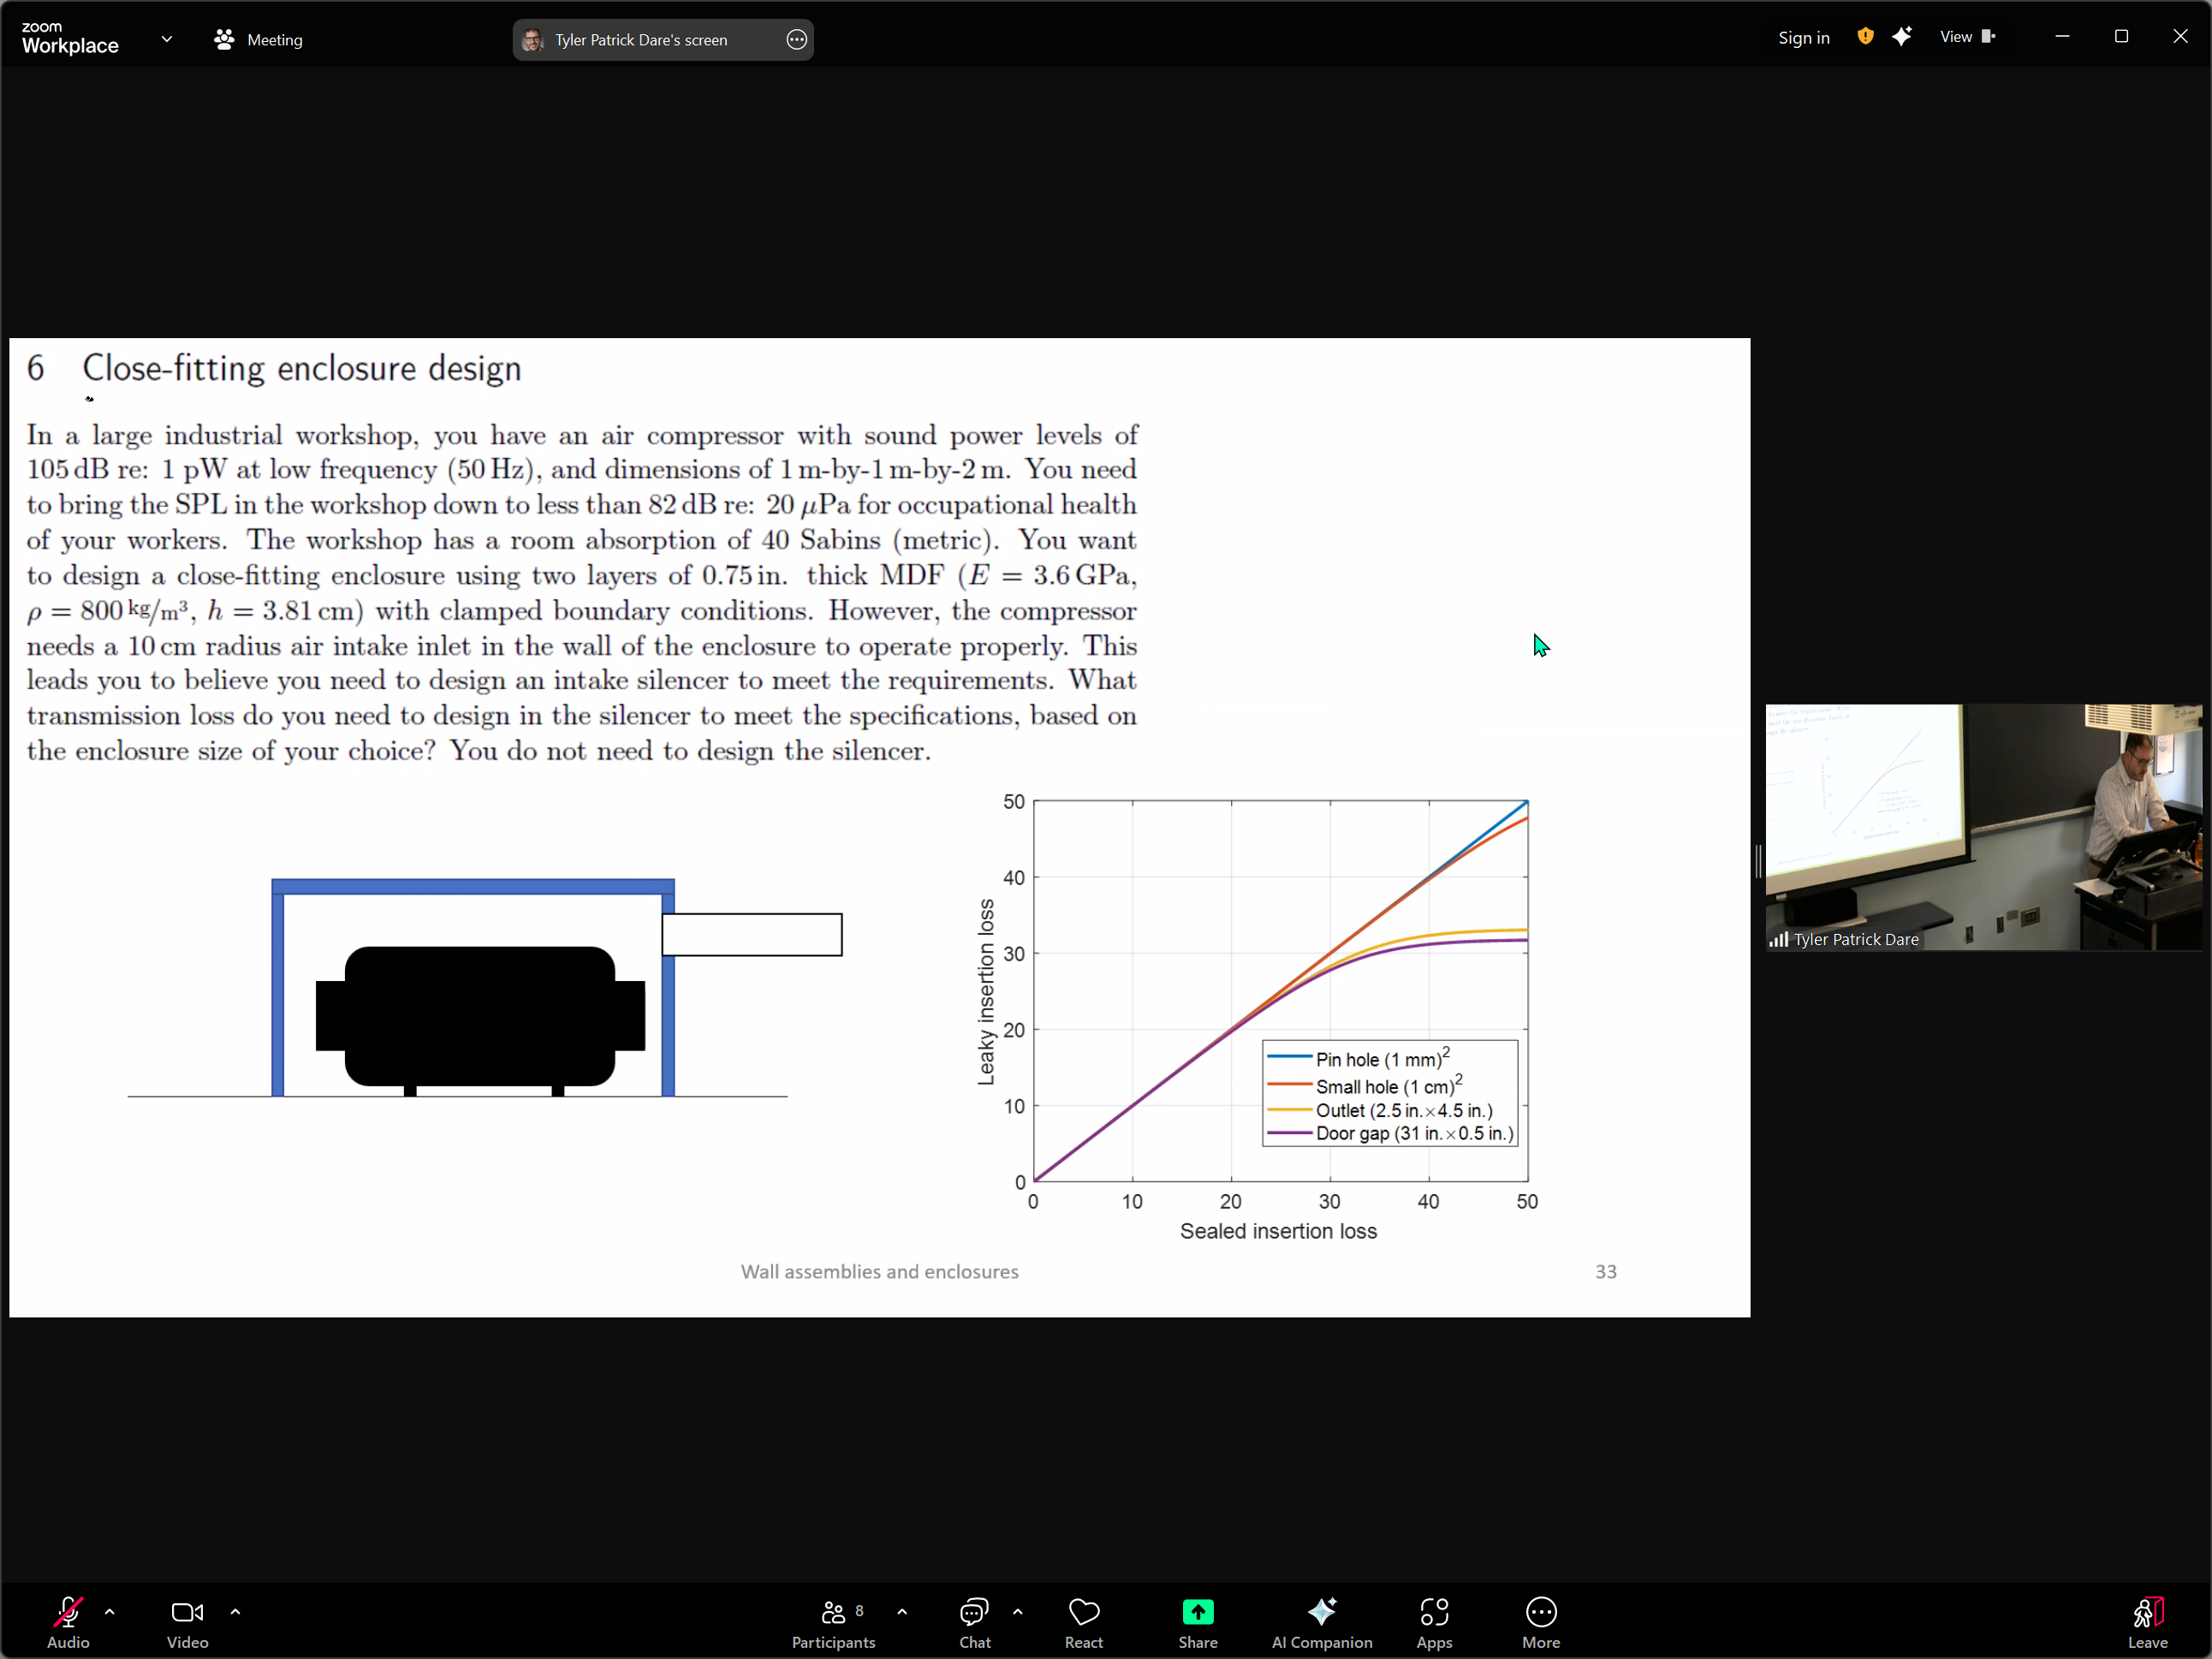 zoom
Workplace
Meeting
Tyler Patrick Dare's screen
Sign in
View
6 Close-fitting enclosure design
In a large industrial workshop, you have an air compressor with sound power levels of
105 dB re: 1 pW at low frequency (50 Hz), and dimensions of 1 m-by-1 m-by-2 m. You need
to bring the SPL in the workshop down to less than 82 dB re: 20 μPa for occupational health
of your workers. The workshop has a room absorption of 40 Sabins (metric). You want
to design a close-fitting enclosure using two layers of 0.75 in. thick MDF (E = 3.6 GPa,
ρ = 800 kg/m³, h = 3.81 cm) with clamped boundary conditions. However, the compressor
needs a 10 cm radius air intake inlet in the wall of the enclosure to operate properly. This
leads you to believe you need to design an intake silencer to meet the requirements. What
transmission loss do you need to design in the silencer to meet the specifications, based on
the enclosure size of your choice? You do not need to design the silencer.
50
40
30
20
10
0
Leaky insertion loss
Pin hole (1 mm)²
Small hole (1 cm)²
Outlet (2.5 in.×4.5 in.)
Door gap (31 in.×0.5 in.)
0 10 20 30 40 50
Sealed insertion loss
Wall assemblies and enclosures
33
Tyler Patrick Dare
Audio
Video
8
Participants
Chat
React
Share
AI Companion
Apps
More
Leave